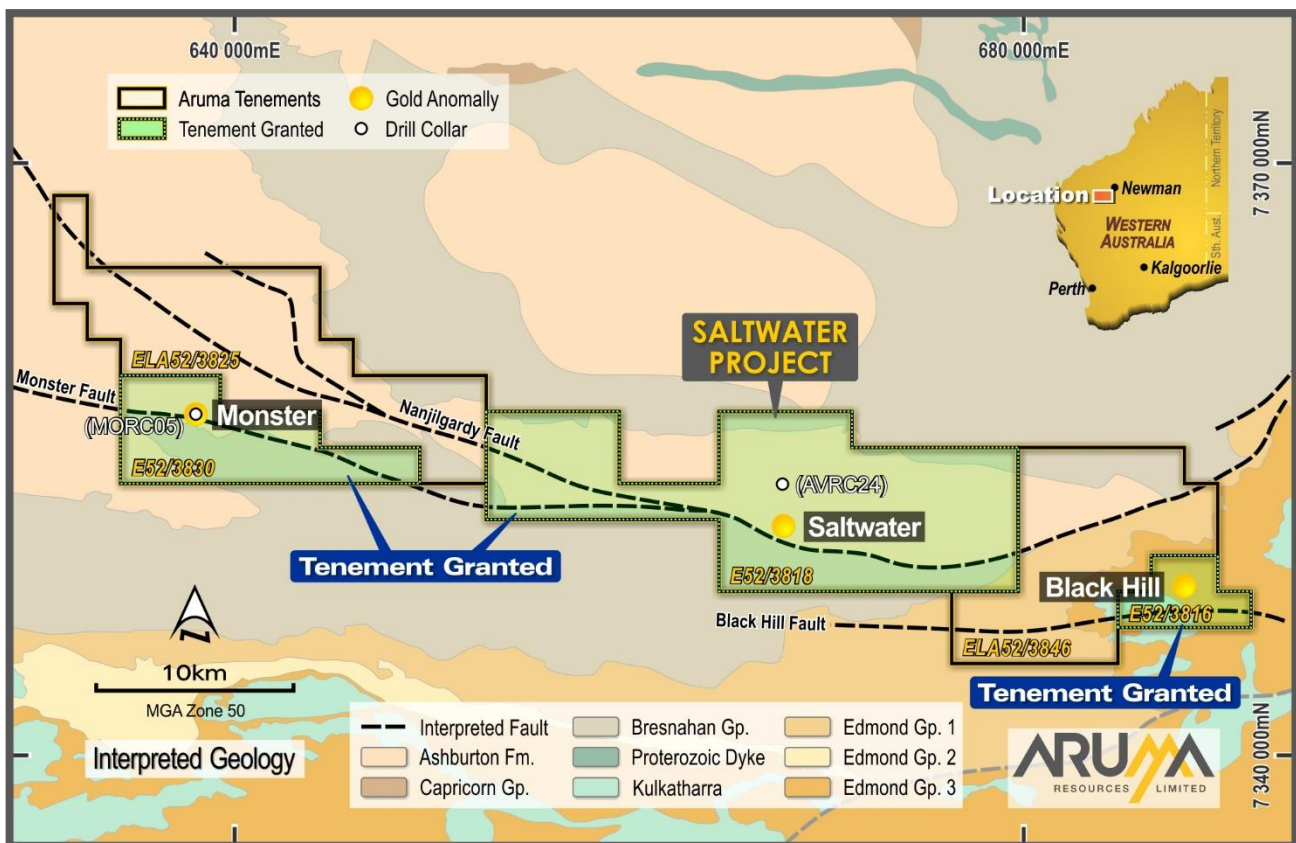 640 000mE
680 000mE
7 370 000mN
7 340 000mN
Aruma Tenements
Gold Anomally
Tenement Granted
Drill Collar
Northern Territory
Sth. Aust.
Location
Newman
WESTERN
AUSTRALIA
Kalgoorlie
Perth
SALTWATER
PROJECT
ELA52/3825
Monster Fault
Monster
(MORC05)
Nanjilgardy Fault
E52/3830
(AVRC24)
Saltwater
Tenement Granted
E52/3818
Black Hill
E52/3816
Black Hill Fault
ELA52/3846
Tenement Granted
N
10km
MGA Zone 50
Interpreted Geology
Interpreted Fault
Ashburton Fm.
Capricorn Gp.
Bresnahan Gp.
Proterozoic Dyke
Kulkatharra
Edmond Gp. 1
Edmond Gp. 2
Edmond Gp. 3
ARUMA
RESOURCES LIMITED